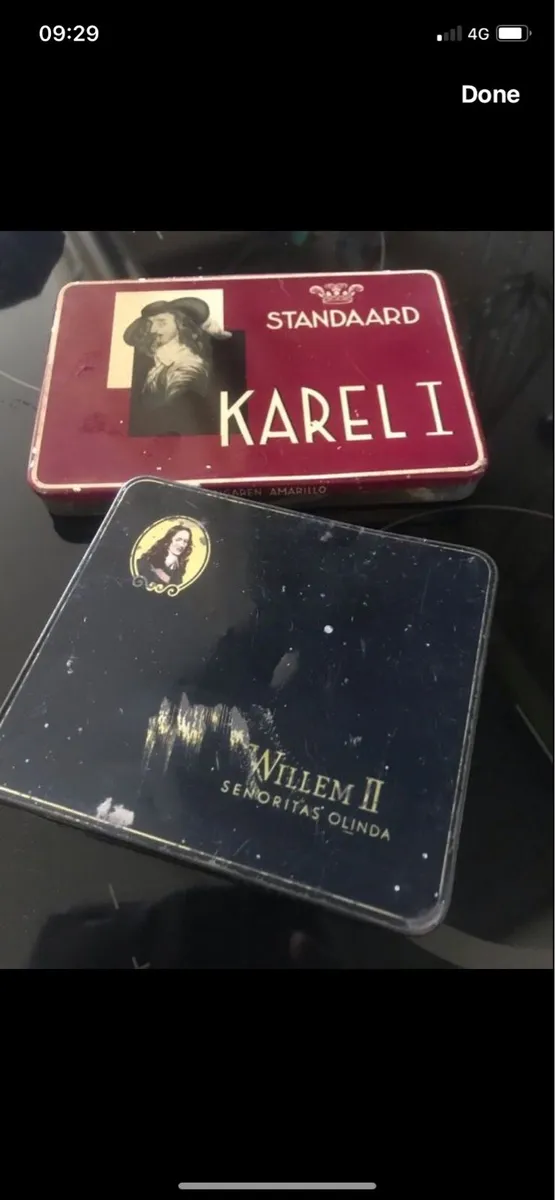 09:29
4G
Done
STANDAARD
KAREL I
AMARILLO
WILLEM II
SEÑORITAS OLINDA